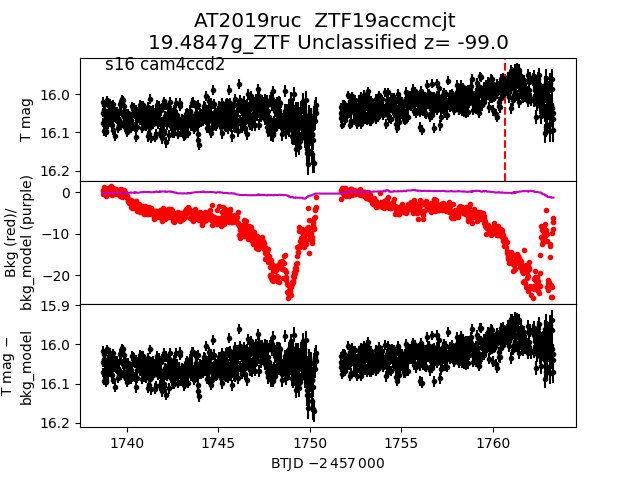 AT2019ruc  ZTF19accmcjt
19.4847g_ZTF Unclassified z= -99.0
s16 cam4ccd2
T mag
16.0
16.1
16.2
Bkg (red)/
bkg_model (purple)
0
−10
−20
T mag −
bkg_model
15.9
16.0
16.1
16.2
1740
1745
1750
1755
1760
BTJD −2 457 000